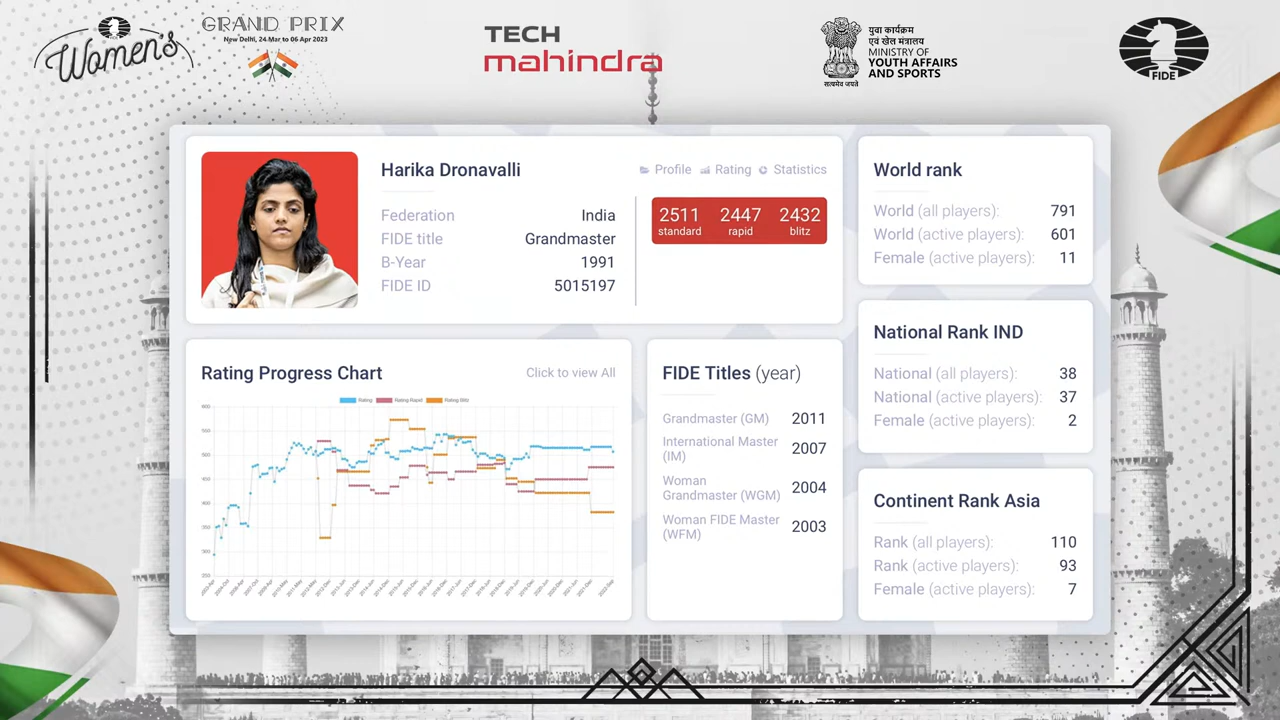 Women's
GRAND PRIX
New Delhi, 24 Mar to 06 Apr 2023
TECH
mahindra
सत्यमेव जयते
युवा कार्यक्रम
एवं खेल मंत्रालय
MINISTRY OF
YOUTH AFFAIRS
AND SPORTS
FIDE
Harika Dronavalli
Profile Rating Statistics
Federation India
FIDE title Grandmaster
B-Year 1991
FIDE ID 5015197
2511 2447 2432
standard rapid blitz
World rank
World (all players): 791
World (active players): 601
Female (active players): 11
National Rank IND
National (all players): 38
National (active players): 37
Female (active players): 2
Rating Progress Chart Click to view All
Rating Rating Rapid Rating Blitz
FIDE Titles (year)
Grandmaster (GM) 2011
International Master
(IM) 2007
Woman
Grandmaster (WGM) 2004
Woman FIDE Master
(WFM) 2003
Continent Rank Asia
Rank (all players): 110
Rank (active players): 93
Female (active players): 7